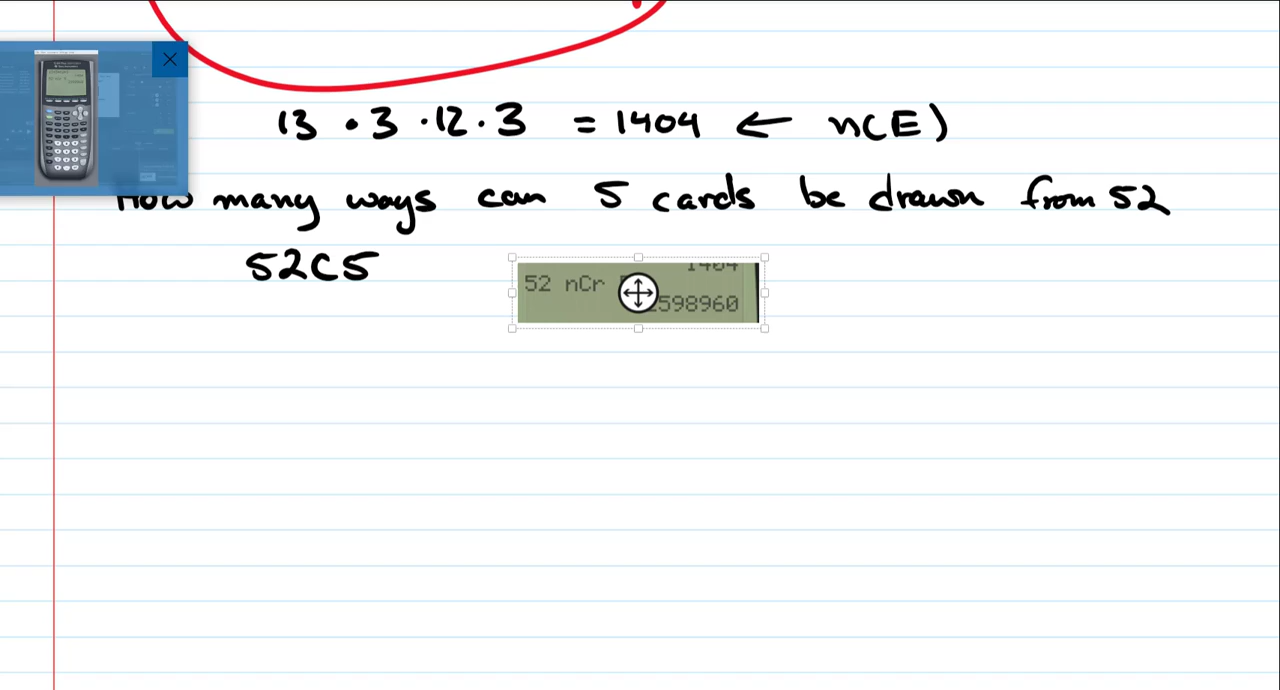 13 · 3 · 12 · 3 = 1404 ← n(E)
How many ways can 5 cards be drawn from 52
52C5
1404
52 nCr
598960